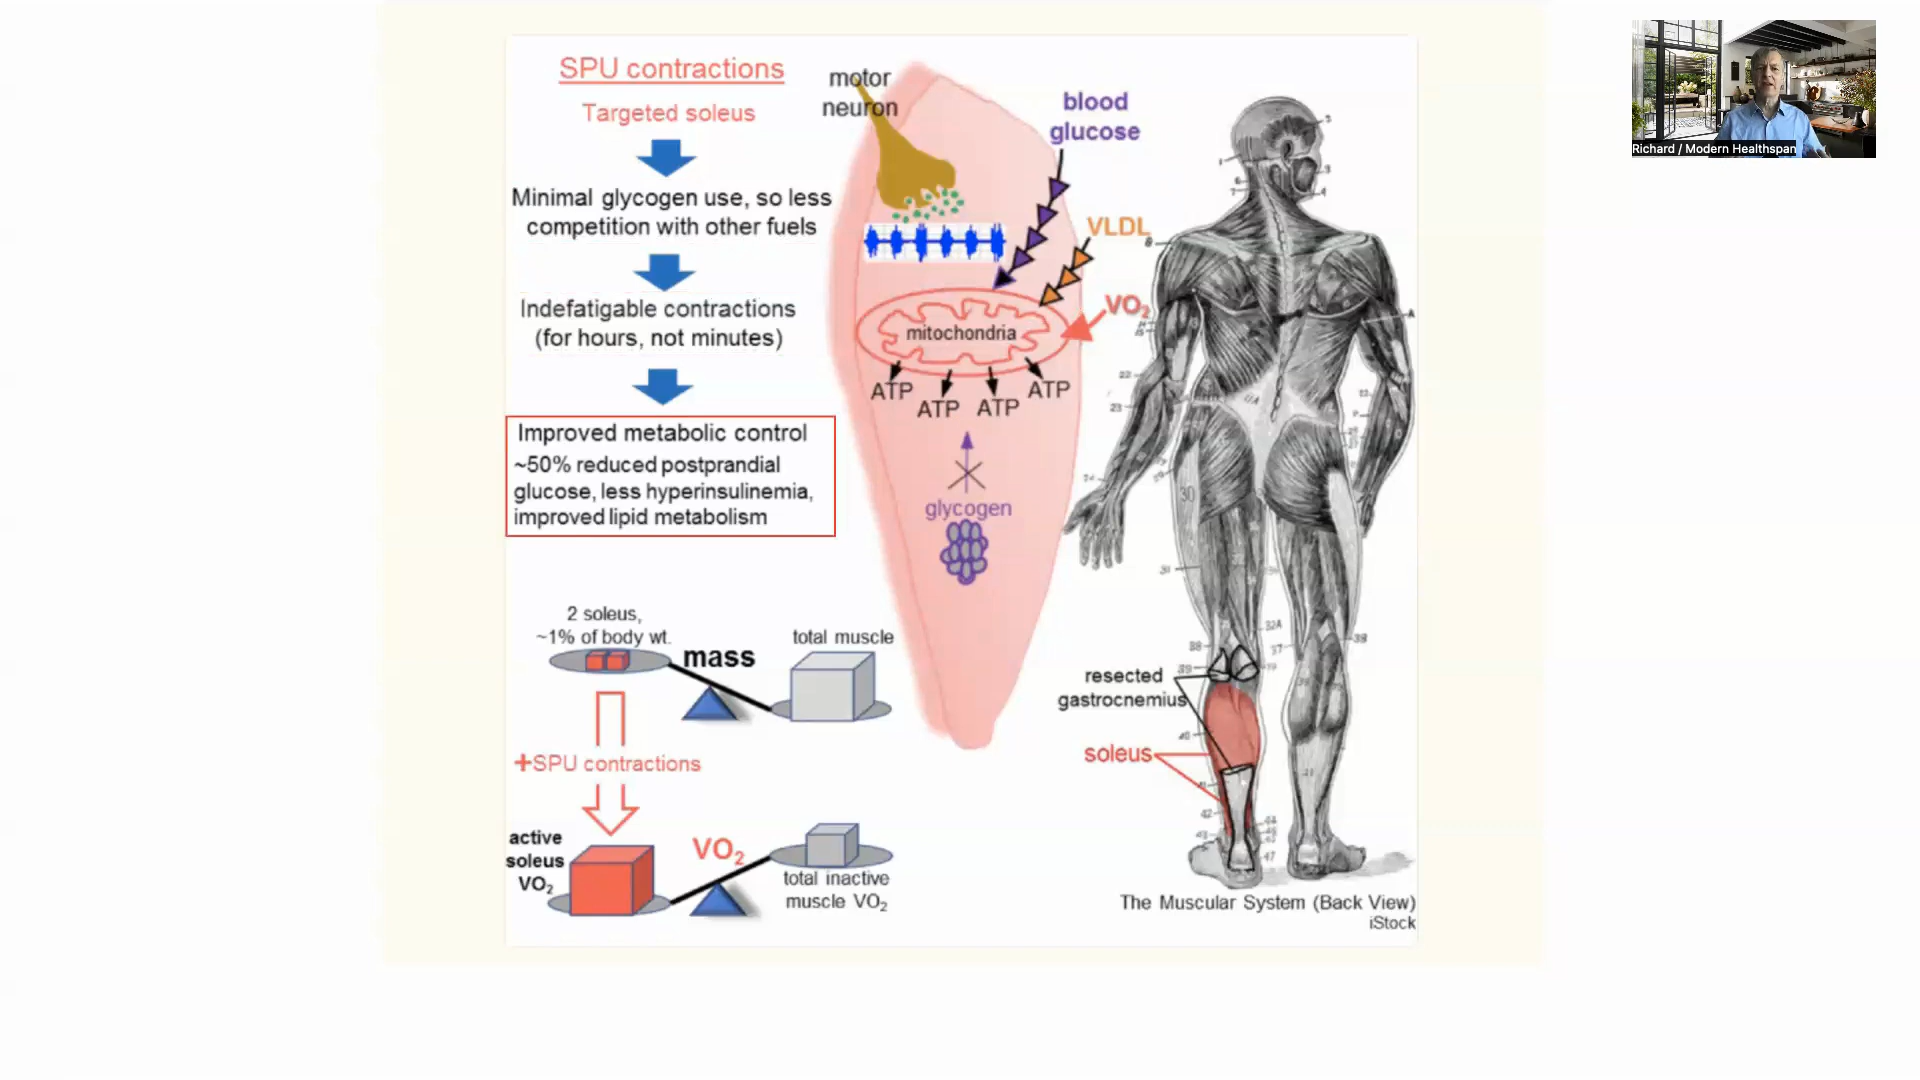 SPU contractions
Targeted soleus
Minimal glycogen use, so less
competition with other fuels
Indefatigable contractions
(for hours, not minutes)
Improved metabolic control
~50% reduced postprandial
glucose, less hyperinsulinemia,
improved lipid metabolism
motor
neuron
blood
glucose
VLDL
VO₂
mitochondria
ATP
ATP
ATP
ATP
glycogen
2 soleus,
~1% of body wt.
mass
total muscle
+SPU contractions
active
soleus
VO₂
VO₂
total inactive
muscle VO₂
resected
gastrocnemius
soleus
The Muscular System (Back View)
iStock
Richard / Modern Healthspan